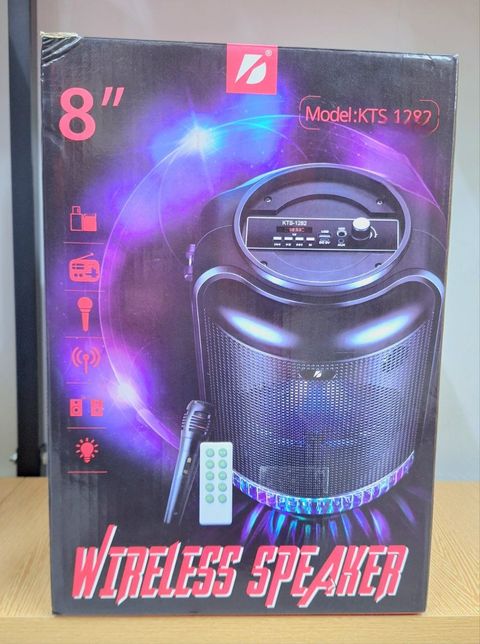 8"
Model:KTS 1282
KTS-1282
WIRELESS SPEAKER